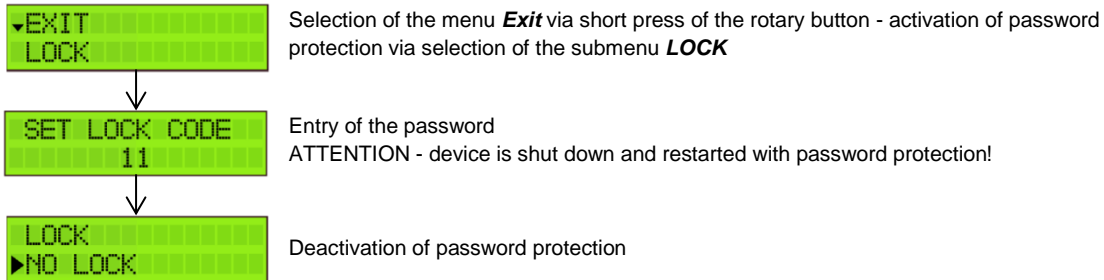 ▾EXIT
LOCK
Selection of the menu Exit via short press of the rotary button - activation of password
protection via selection of the submenu LOCK
SET LOCK CODE
11
Entry of the password
ATTENTION - device is shut down and restarted with password protection!
LOCK
▶NO LOCK
Deactivation of password protection